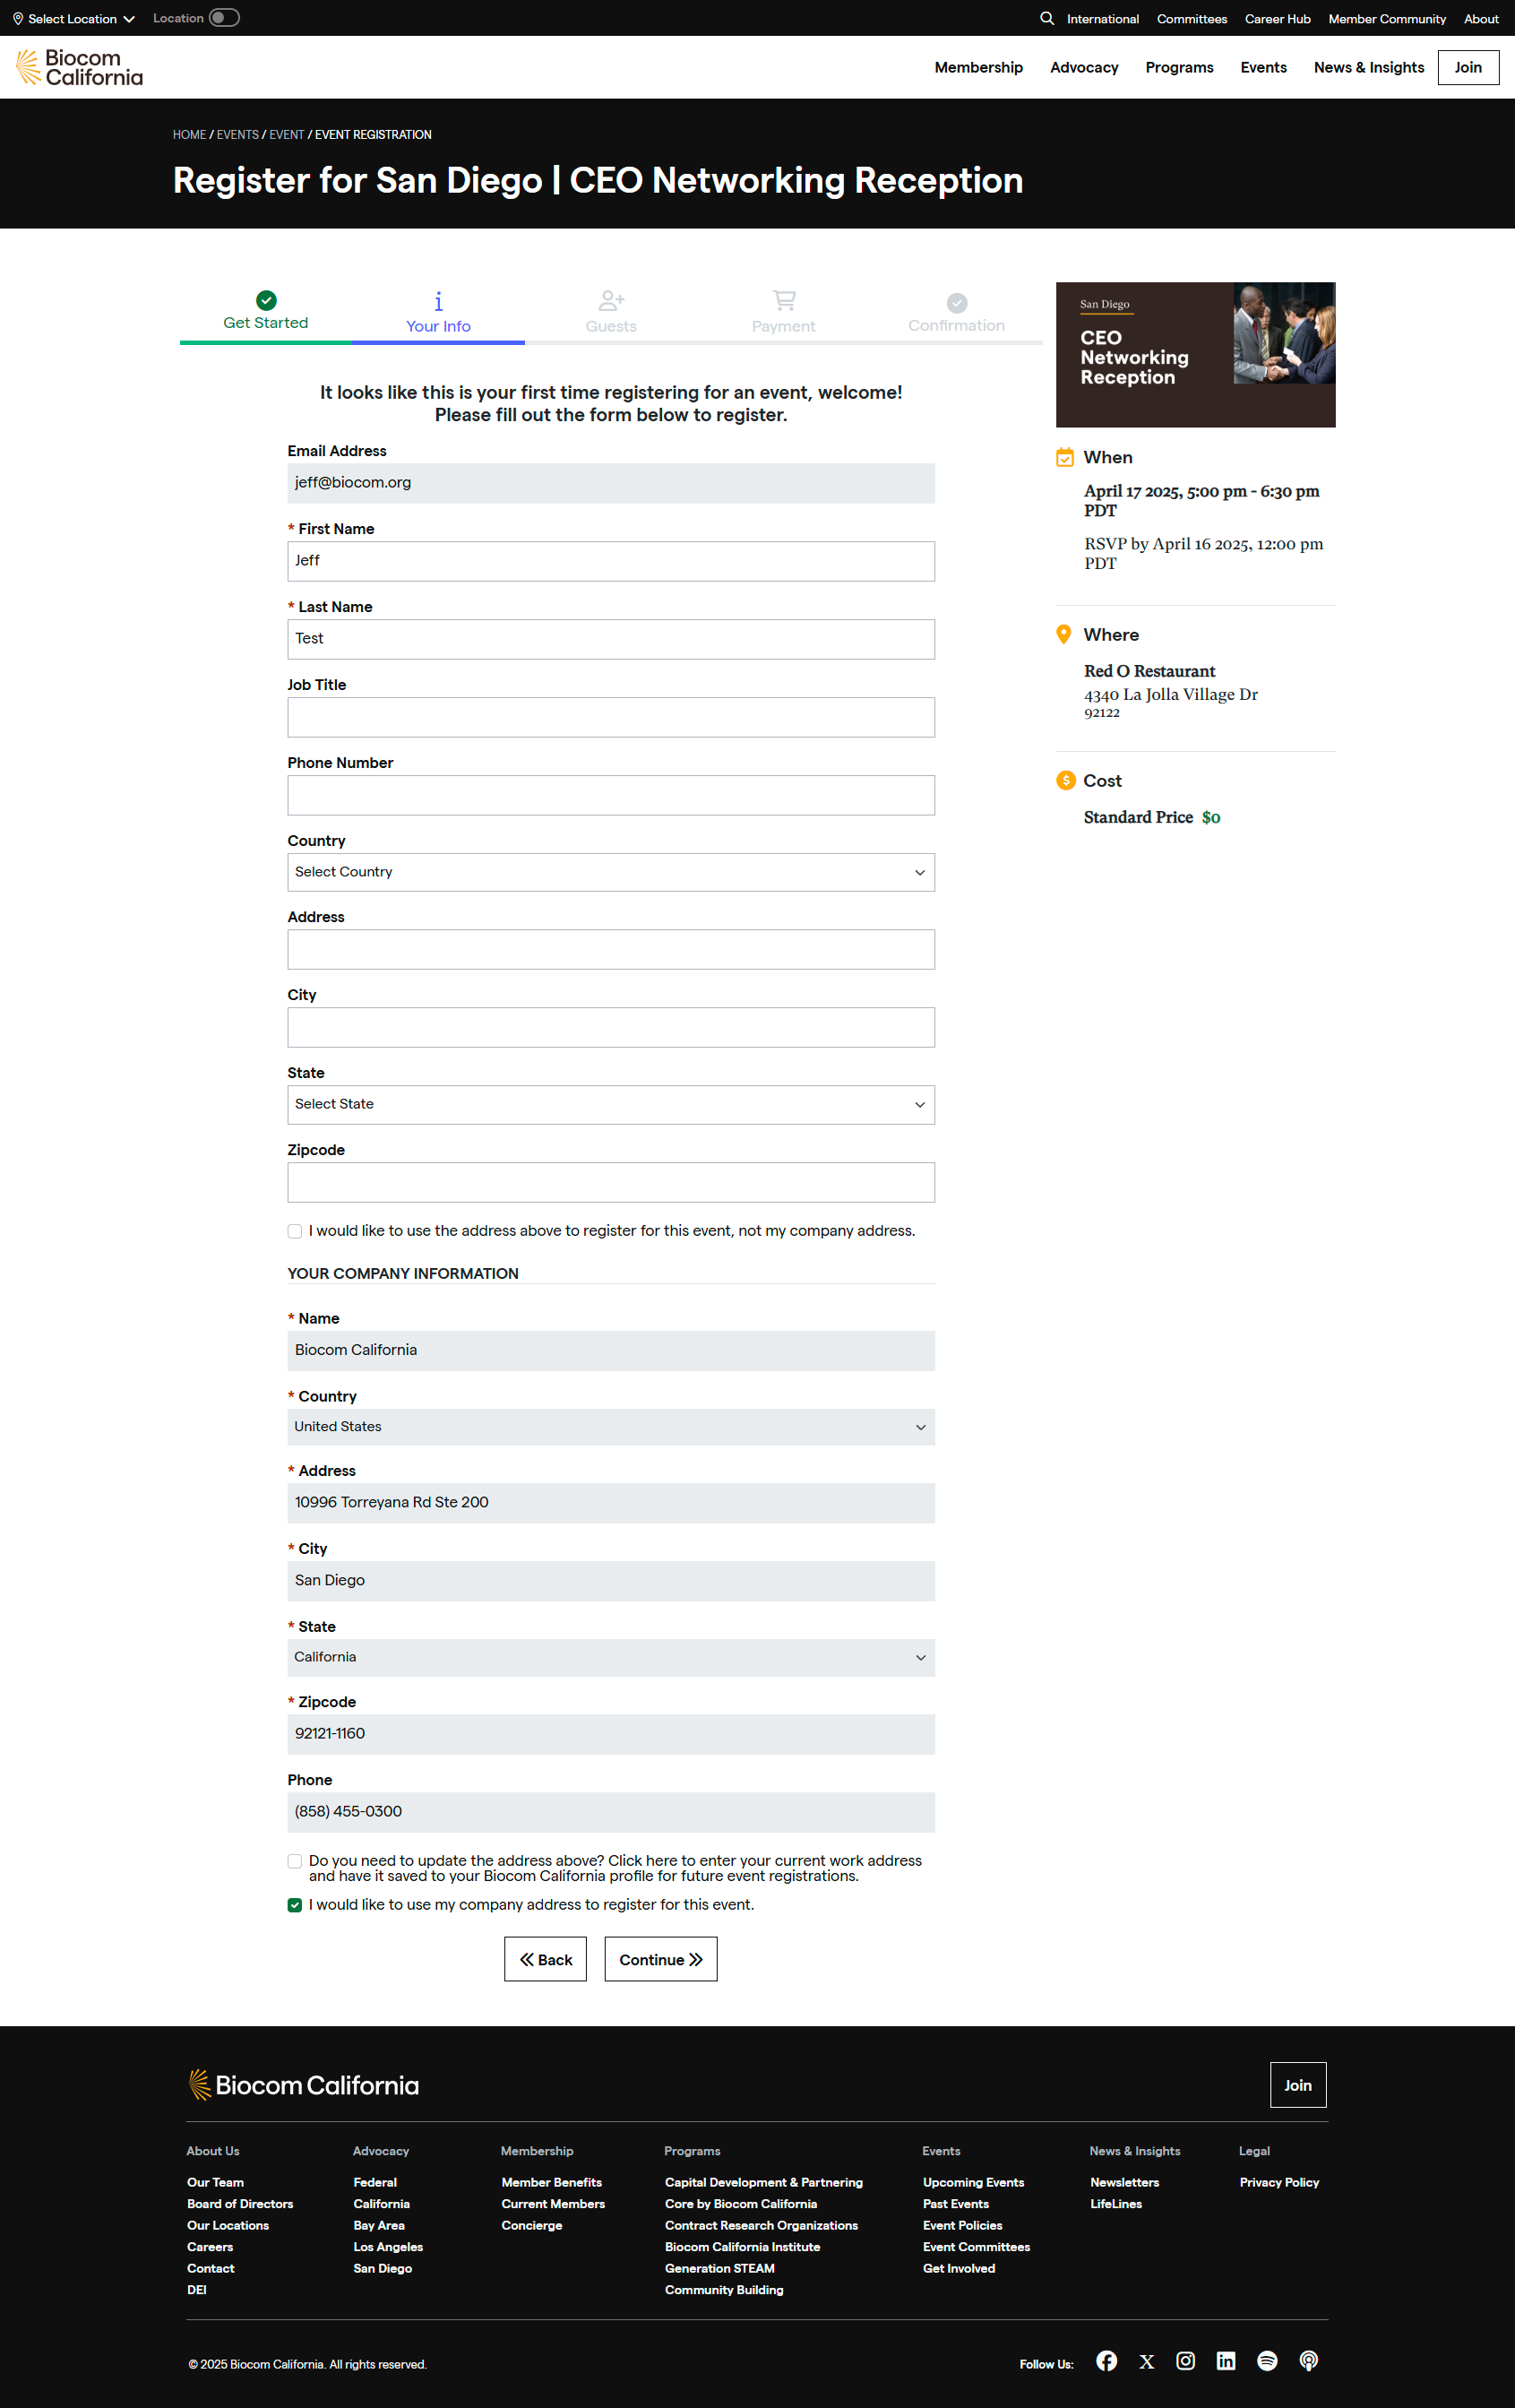 Select Location
Location
International
Committees
Career Hub
Member Community
About
Biocom
California
Membership
Advocacy
Programs
Events
News & Insights
Join
HOME / EVENTS / EVENT / EVENT REGISTRATION
Register for San Diego | CEO Networking Reception
Get Started
Your Info
Guests
Payment
Confirmation
It looks like this is your first time registering for an event, welcome!
Please fill out the form below to register.
Email Address
jeff@biocom.org
* First Name
Jeff
* Last Name
Test
Job Title
Phone Number
Country
Select Country
Address
City
State
Select State
Zipcode
I would like to use the address above to register for this event, not my company address.
YOUR COMPANY INFORMATION
* Name
Biocom California
* Country
United States
* Address
10996 Torreyana Rd Ste 200
* City
San Diego
* State
California
* Zipcode
92121-1160
Phone
(858) 455-0300
Do you need to update the address above? Click here to enter your current work address
and have it saved to your Biocom California profile for future event registrations.
I would like to use my company address to register for this event.
Back
Continue
San Diego
CEO
Networking
Reception
When
April 17 2025, 5:00 pm - 6:30 pm
PDT
RSVP by April 16 2025, 12:00 pm
PDT
Where
Red O Restaurant
4340 La Jolla Village Dr
92122
Cost
Standard Price $0
Biocom California
Join
About Us
Our Team
Board of Directors
Our Locations
Careers
Contact
DEI
Advocacy
Federal
California
Bay Area
Los Angeles
San Diego
Membership
Member Benefits
Current Members
Concierge
Programs
Capital Development & Partnering
Core by Biocom California
Contract Research Organizations
Biocom California Institute
Generation STEAM
Community Building
Events
Upcoming Events
Past Events
Event Policies
Event Committees
Get Involved
News & Insights
Newsletters
LifeLines
Legal
Privacy Policy
© 2025 Biocom California. All rights reserved.
Follow Us: